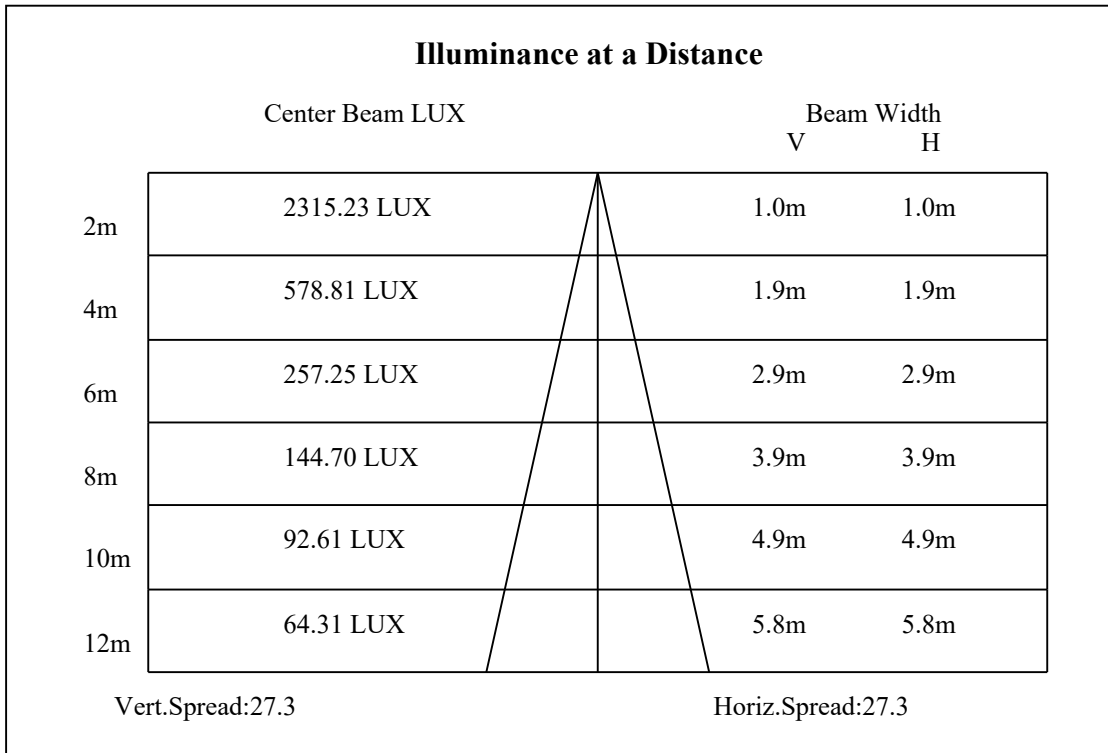 Illuminance at a Distance
Center Beam LUX Beam Width
V H
2m 2315.23 LUX 1.0m 1.0m
4m 578.81 LUX 1.9m 1.9m
6m 257.25 LUX 2.9m 2.9m
8m 144.70 LUX 3.9m 3.9m
10m 92.61 LUX 4.9m 4.9m
12m 64.31 LUX 5.8m 5.8m
Vert.Spread:27.3 Horiz.Spread:27.3